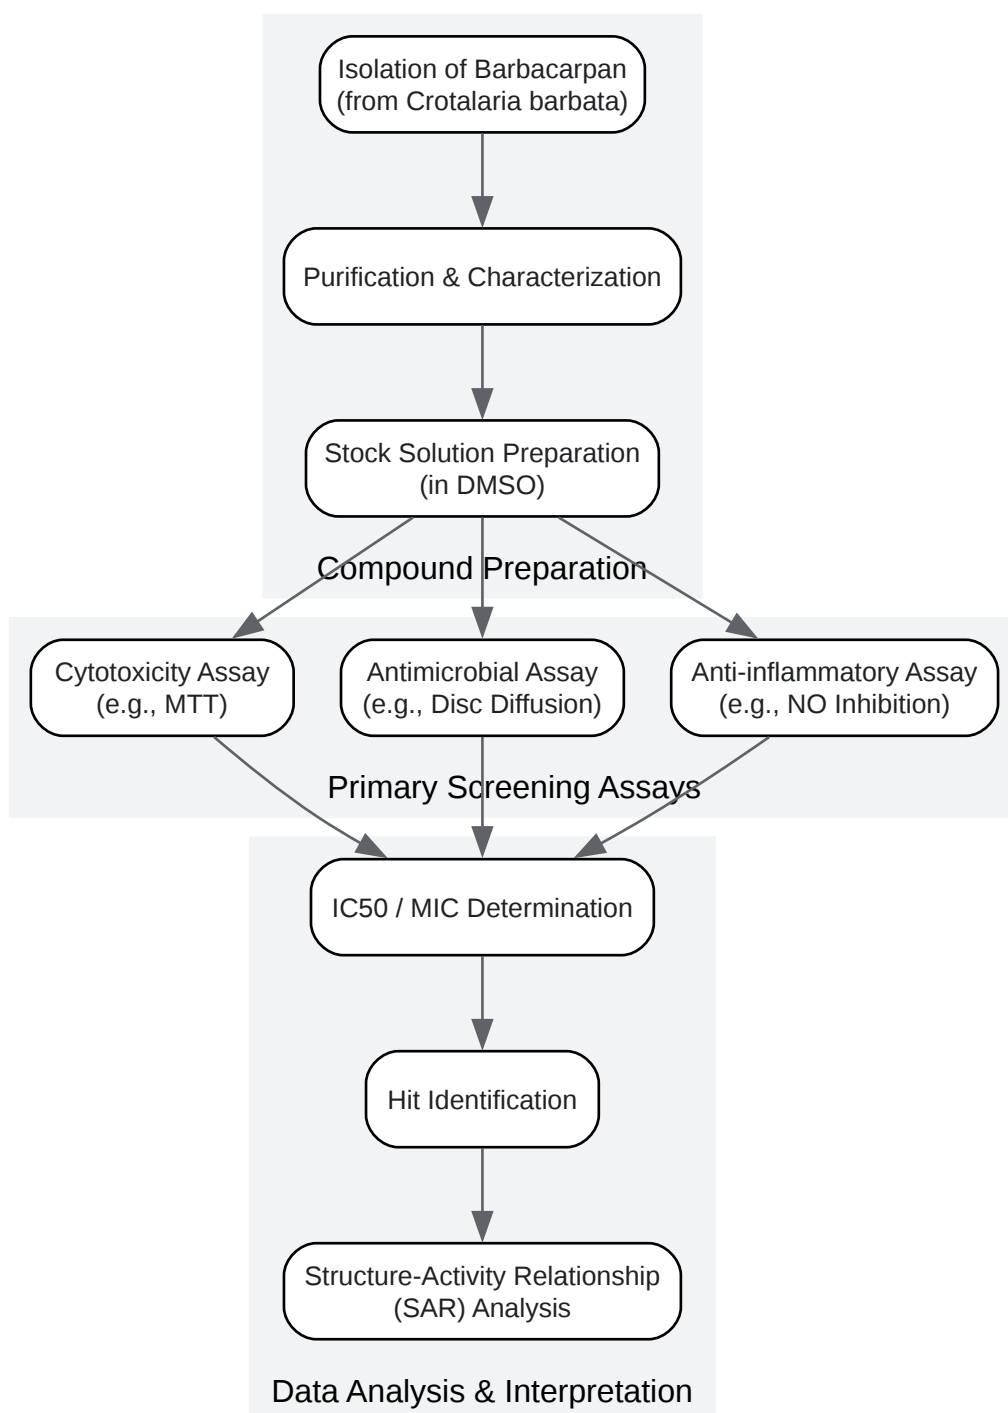 Isolation of Barbacarpan
(from Crotalaria barbata)
Purification & Characterization
Stock Solution Preparation
(in DMSO)
Compound Preparation
Cytotoxicity Assay
(e.g., MTT)
Antimicrobial Assay
(e.g., Disc Diffusion)
Anti-inflammatory Assay
(e.g., NO Inhibition)
Primary Screening Assays
IC50 / MIC Determination
Hit Identification
Structure-Activity Relationship
(SAR) Analysis
Data Analysis & Interpretation